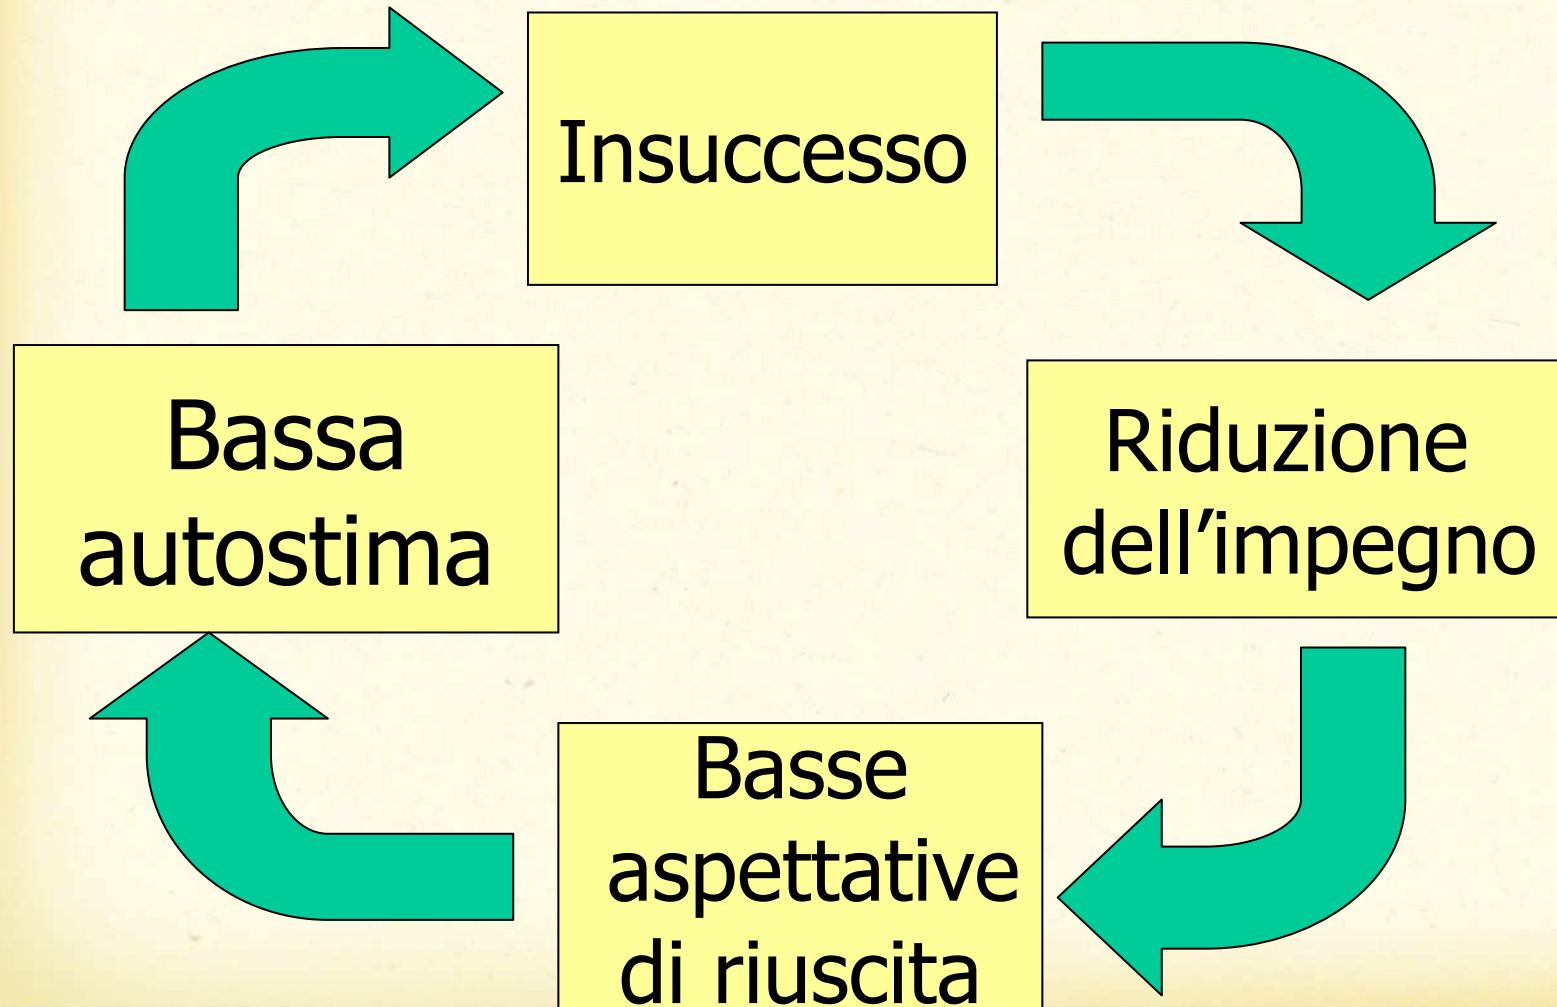 Insuccesso
Bassa
autostima
Riduzione
dell’impegno
Basse
aspettative
di riuscita